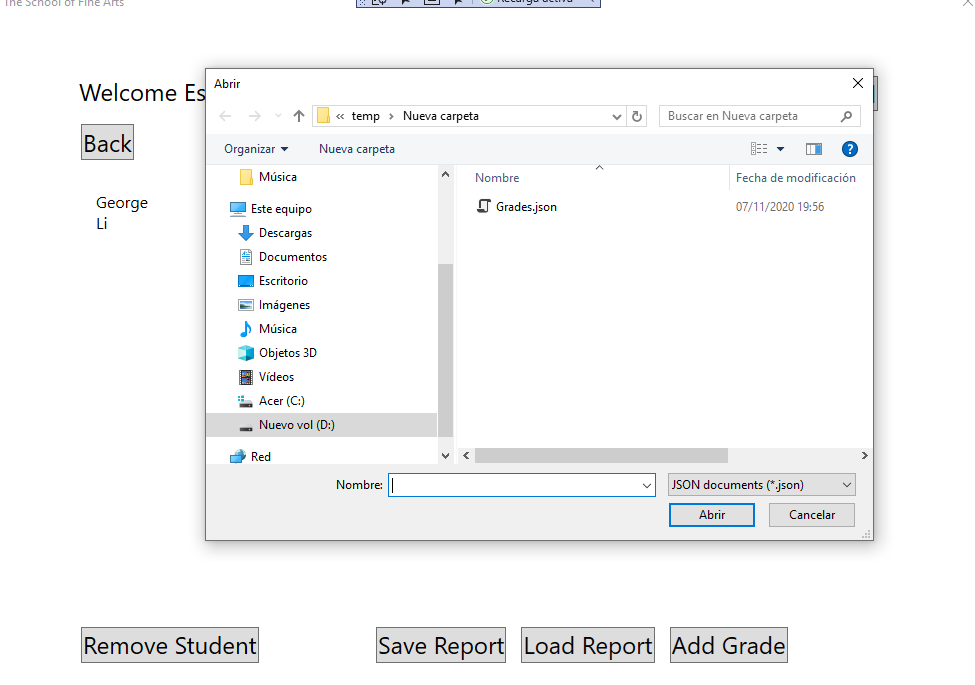 The School of Fine Arts
Recarga activa
Welcome Es
Abrir
Back
« temp › Nueva carpeta
Buscar en Nueva carpeta
Organizar
Nueva carpeta
Música
Este equipo
Descargas
Documentos
Escritorio
Imágenes
Música
Objetos 3D
Vídeos
Acer (C:)
Nuevo vol (D:)
Red
Nombre
Fecha de modificación
Grades.json
07/11/2020 19:56
George
Li
Nombre:
JSON documents (*.json)
Abrir
Cancelar
Remove Student
Save Report
Load Report
Add Grade